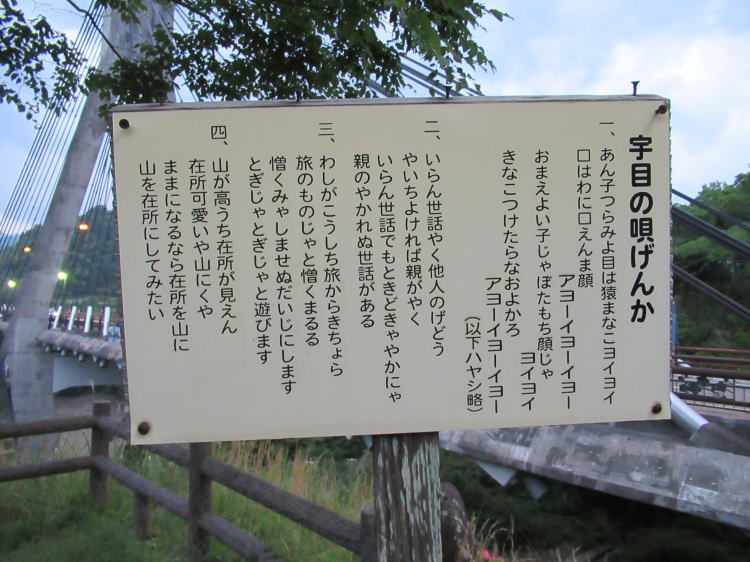 宇目の唄げんか
一、あん子つらみよ目は猿まなこヨイヨイ
口はわに口えんま顔
アヨーイヨーイヨー
おまえよい子じゃぼたもち顔じゃ
ヨイヨイ
きなこつけたらなおよかろ
アヨーイヨーイヨー
(以下ハヤシ略)
二、いらん世話やく他人のげどう
やいちよければ親がやく
いらん世話でもときどきゃやかにゃ
親のやかれぬ世話がある
三、わしがこうしち旅からきちょら
旅のものじゃと憎くまるる
憎くみゃしませぬだいじにします
とぎじゃとぎじゃと遊びます
四、山が高うち在所が見えん
在所可愛いや山にくや
ままになるなら在所を山に
山を在所にしてみたい